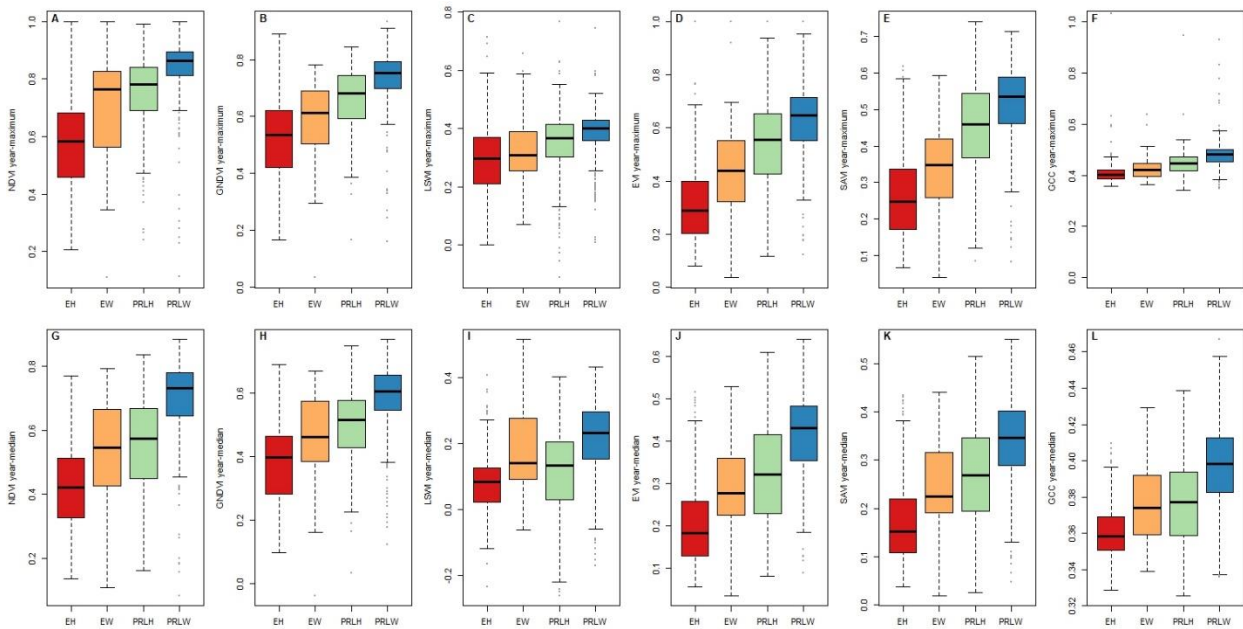 A
NDVI year-maximum
1.0
0.8
0.6
0.4
0.2
EH EW PRLH PRLW
B
GNDVI year-maximum
1.0
0.8
0.6
0.4
0.2
0.0
EH EW PRLH PRLW
C
LSWI year-maximum
0.8
0.6
0.4
0.2
0.0
EH EW PRLH PRLW
D
EVI year-maximum
1.0
0.8
0.6
0.4
0.2
0.0
EH EW PRLH PRLW
E
SAVI year-maximum
0.7
0.6
0.5
0.4
0.3
0.2
0.1
EH EW PRLH PRLW
F
GCC year-maximum
1.0
0.8
0.6
0.4
0.2
0.0
EH EW PRLH PRLW
G
NDVI year-median
0.8
0.6
0.4
0.2
EH EW PRLH PRLW
H
GNDVI year-median
0.6
0.4
0.2
0.0
EH EW PRLH PRLW
I
LSWI year-median
0.4
0.2
0.0
-0.2
EH EW PRLH PRLW
J
EVI year-median
0.6
0.5
0.4
0.3
0.2
0.1
EH EW PRLH PRLW
K
SAVI year-median
0.5
0.4
0.3
0.2
0.1
0.0
EH EW PRLH PRLW
L
GCC year-median
0.46
0.44
0.42
0.40
0.38
0.36
0.34
0.32
EH EW PRLH PRLW